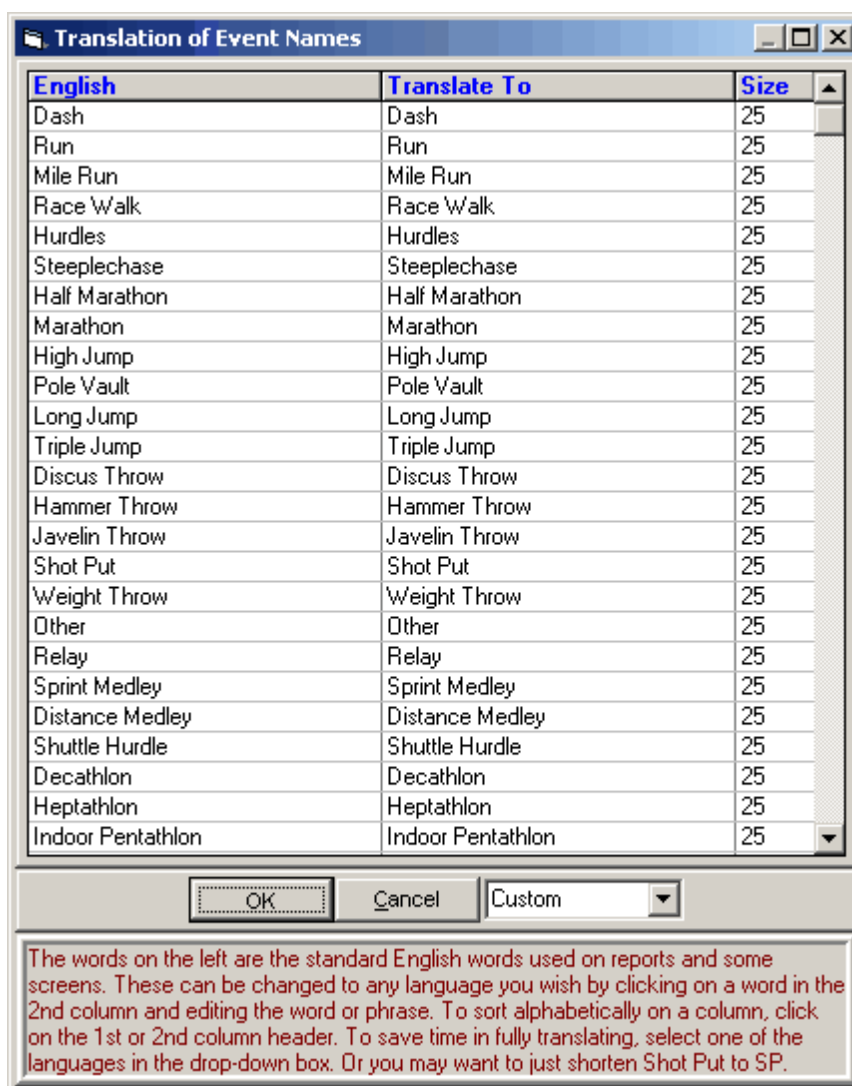 Translation of Event Names
English Translate To Size
Dash Dash 25
Run Run 25
Mile Run Mile Run 25
Race Walk Race Walk 25
Hurdles Hurdles 25
Steeplechase Steeplechase 25
Half Marathon Half Marathon 25
Marathon Marathon 25
High Jump High Jump 25
Pole Vault Pole Vault 25
Long Jump Long Jump 25
Triple Jump Triple Jump 25
Discus Throw Discus Throw 25
Hammer Throw Hammer Throw 25
Javelin Throw Javelin Throw 25
Shot Put Shot Put 25
Weight Throw Weight Throw 25
Other Other 25
Relay Relay 25
Sprint Medley Sprint Medley 25
Distance Medley Distance Medley 25
Shuttle Hurdle Shuttle Hurdle 25
Decathlon Decathlon 25
Heptathlon Heptathlon 25
Indoor Pentathlon Indoor Pentathlon 25
OK Cancel Custom
The words on the left are the standard English words used on reports and some
screens. These can be changed to any language you wish by clicking on a word in the
2nd column and editing the word or phrase. To sort alphabetically on a column, click
on the 1st or 2nd column header. To save time in fully translating, select one of the
languages in the drop-down box. Or you may want to just shorten Shot Put to SP.